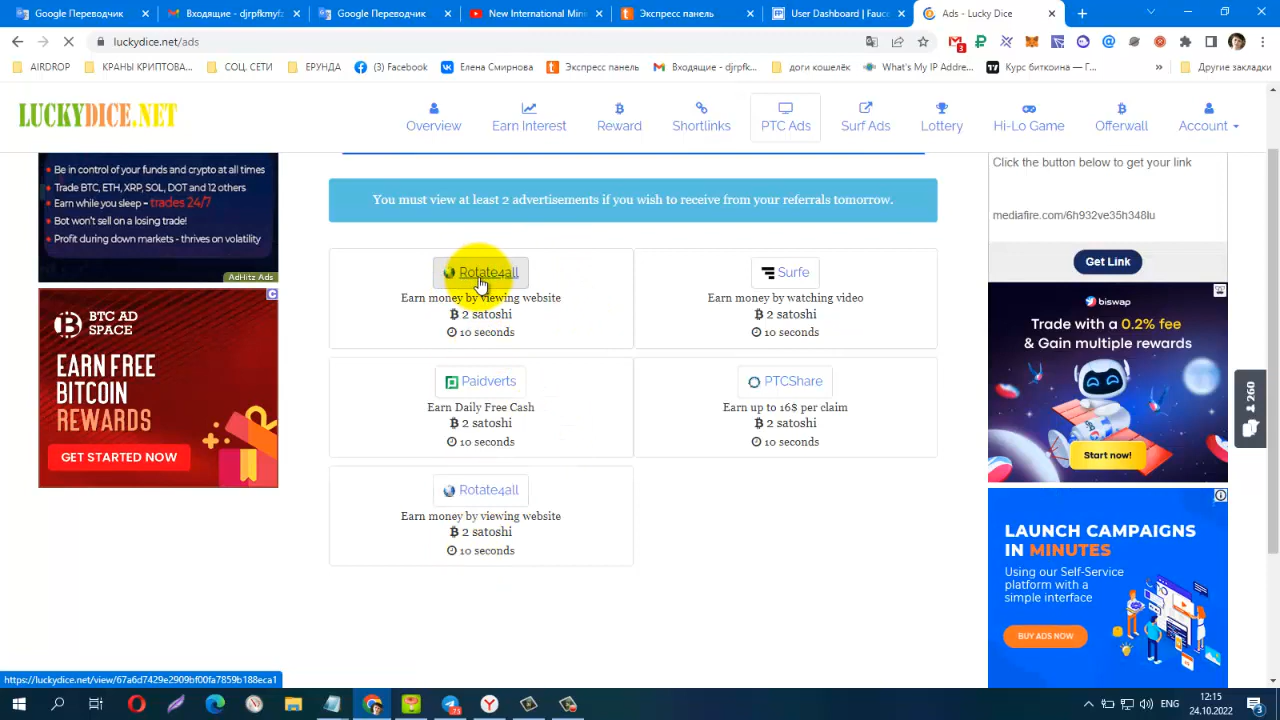 Google Переводчик
Входящие - djrpfkmyf
Google Переводчик
New International Mini
Экспресс панель
User Dashboard | Fauc
Ads - Lucky Dice
luckydice.net/ads
3
AIRDROP
КРАНЫ КРИПТОВА...
СОЦ. СЕТИ
ЕРУНДА
(3) Facebook
Елена Смирнова
Экспресс панель
Входящие - djrpfk...
доги кошелёк
What's My IP Addre...
Курс биткоина — Г...
»
Другие закладки
LUCKYDICE.NET
Overview
Earn Interest
Reward
Shortlinks
PTC Ads
Surf Ads
Lottery
Hi-Lo Game
Offerwall
Account
Be in control of your funds and crypto at all times
Trade BTC, ETH, XRP, SOL, DOT and 12 others
Earn while you sleep - trades 24/7
Bot won't sell on a losing trade!
Profit during down markets - thrives on volatility
AdHitz Ads
BTC AD
SPACE
EARN FREE
BITCOIN
REWARDS
GET STARTED NOW
You must view at least 2 advertisements if you wish to receive from your referrals tomorrow.
Rotate4all
Earn money by viewing website
2 satoshi
10 seconds
Surfe
Earn money by watching video
2 satoshi
10 seconds
Paidverts
Earn Daily Free Cash
2 satoshi
10 seconds
PTCShare
Earn up to 16$ per claim
2 satoshi
10 seconds
Rotate4all
Earn money by viewing website
2 satoshi
10 seconds
Click the button below to get your link
mediafire.com/6h932ve35h348lu
Get Link
biswap
Trade with a 0.2% fee
& Gain multiple rewards
Start now!
260
LAUNCH CAMPAIGNS
IN MINUTES
Using our Self-Service
platform with a
simple interface
BUY ADS NOW
https://luckydice.net/view/67a6d7429e2909bf00fa7859b188eca1
73
ENG
12:15
24.10.2022
3